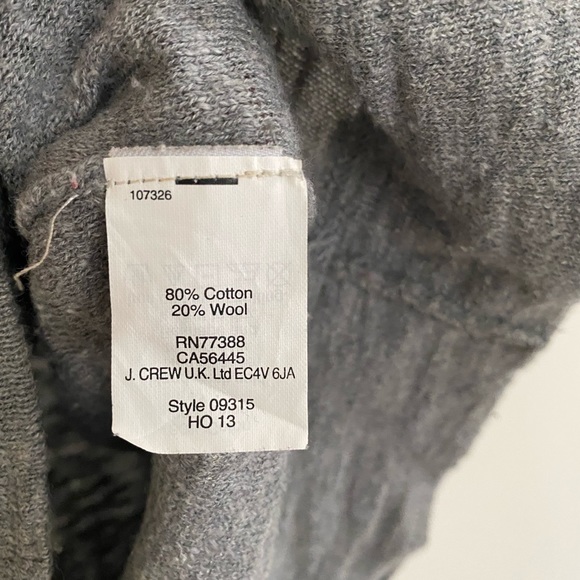 107326
80% Cotton
20% Wool
RN77388
CA56445
J. CREW U.K. Ltd EC4V 6JA
Style 09315
HO 13